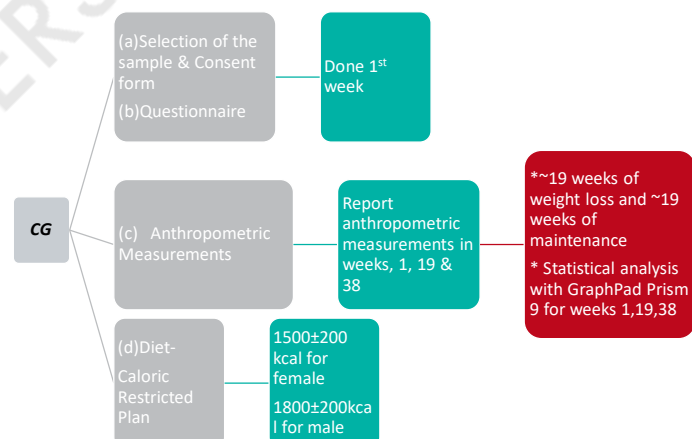 (a)Selection of the
sample & Consent
form
(b)Questionnaire
Done 1st
week
CG
(c) Anthropometric
Measurements
Report
anthropometric
measurements in
weeks, 1, 19 &
38
*~19 weeks of
weight loss and ~19
weeks of
maintenance
* Statistical analysis
with GraphPad Prism
9 for weeks 1,19,38
(d)Diet-
Caloric
Restricted
Plan
1500±200
kcal for
female
1800±200kca
l for male